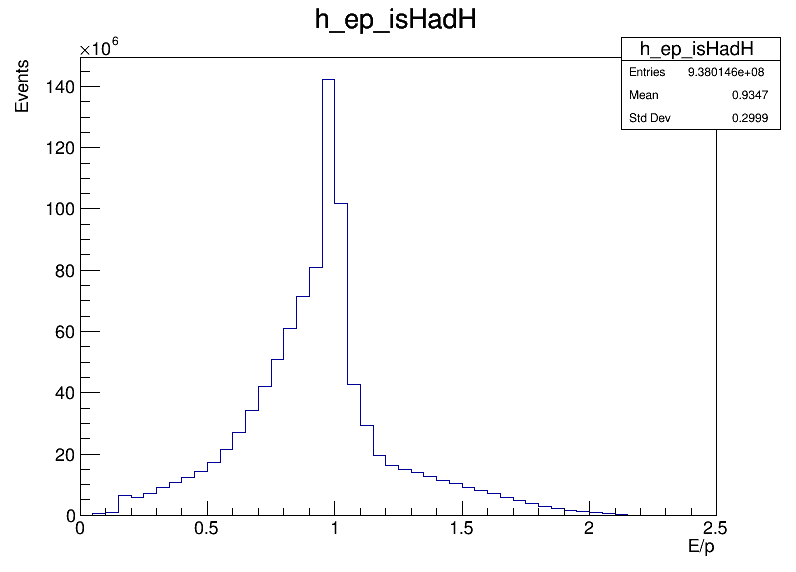 h_ep_isHadH
×10⁶
Events
h_ep_isHadH
Entries 9.380146e+08
Mean 0.9347
Std Dev 0.2999
140
120
100
80
60
40
20
0
0 0.5 1 1.5 2 2.5
E/p